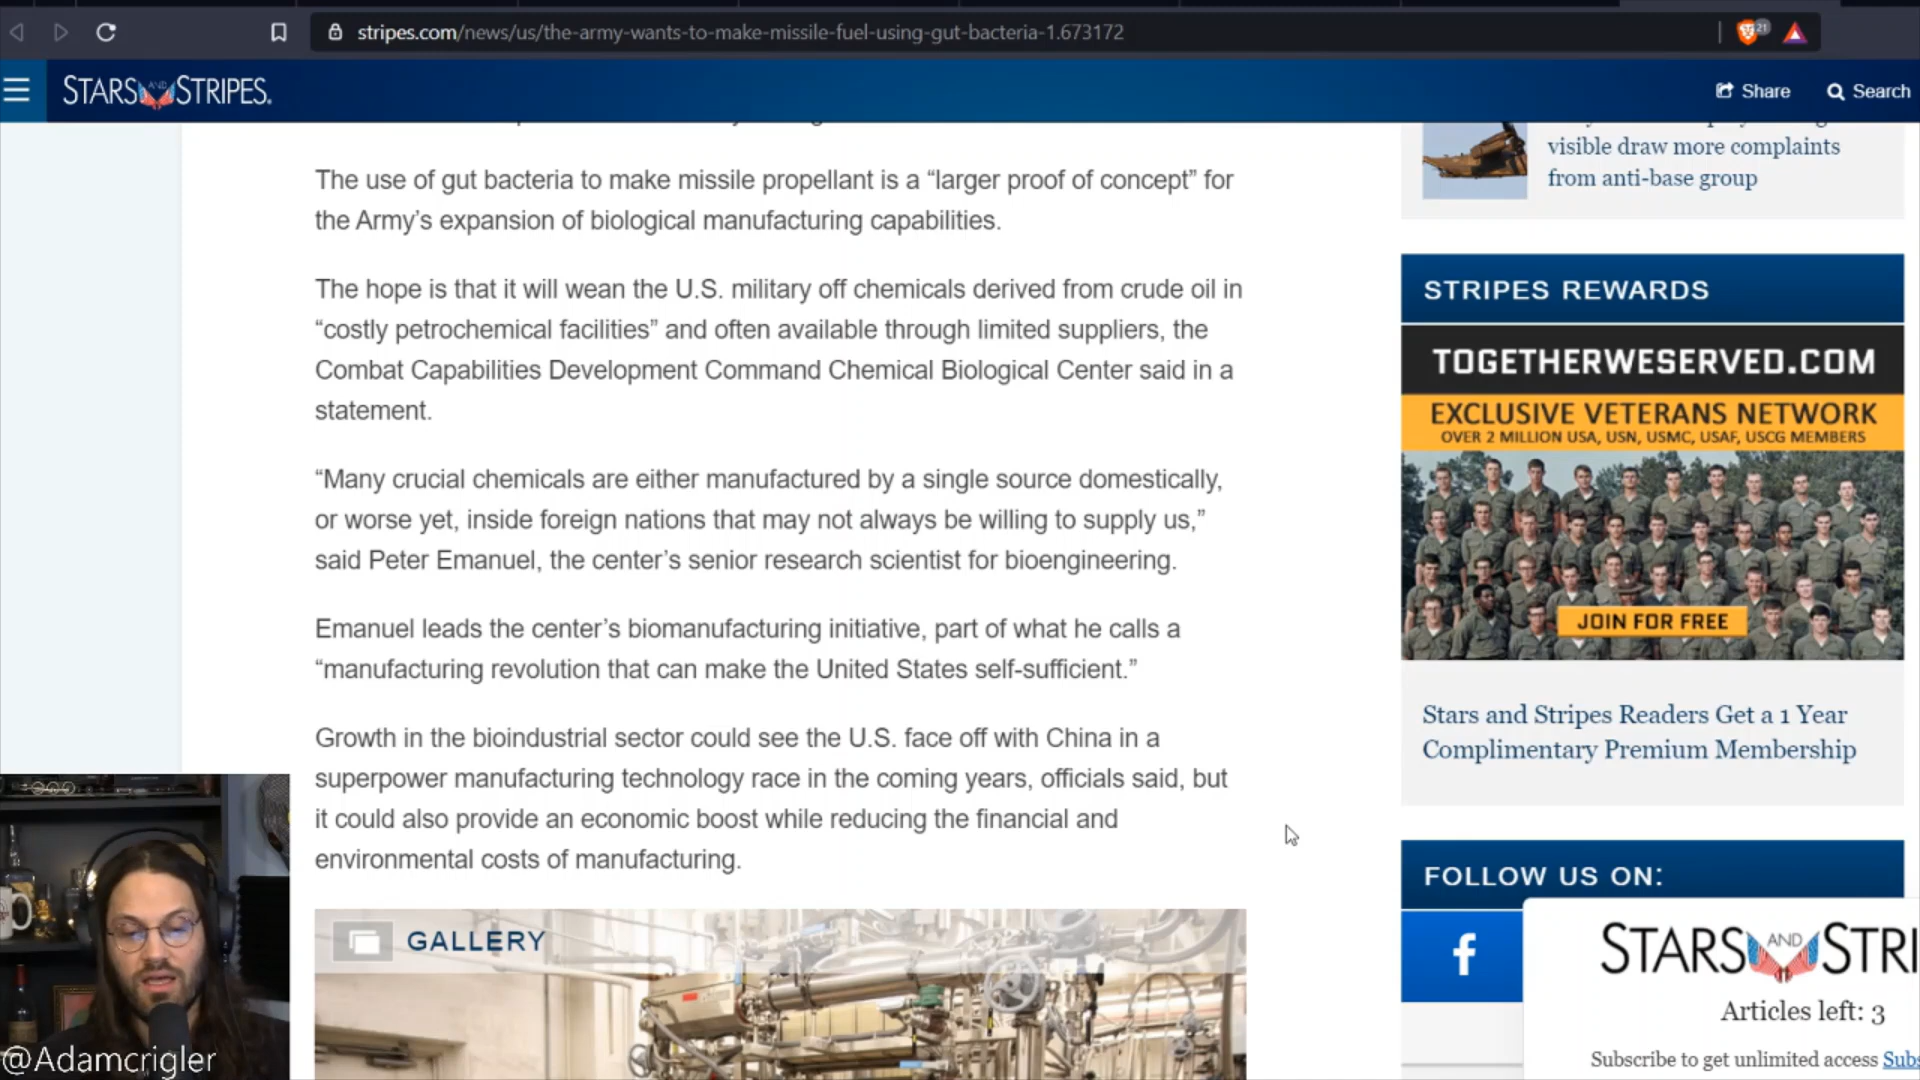 stripes.com/news/us/the-army-wants-to-make-missile-fuel-using-gut-bacteria-1.673172
21
STARS AND STRIPES.
Share
Search
The use of gut bacteria to make missile propellant is a “larger proof of concept” for
the Army’s expansion of biological manufacturing capabilities.
The hope is that it will wean the U.S. military off chemicals derived from crude oil in
“costly petrochemical facilities” and often available through limited suppliers, the
Combat Capabilities Development Command Chemical Biological Center said in a
statement.
“Many crucial chemicals are either manufactured by a single source domestically,
or worse yet, inside foreign nations that may not always be willing to supply us,”
said Peter Emanuel, the center’s senior research scientist for bioengineering.
Emanuel leads the center’s biomanufacturing initiative, part of what he calls a
“manufacturing revolution that can make the United States self-sufficient.”
Growth in the bioindustrial sector could see the U.S. face off with China in a
superpower manufacturing technology race in the coming years, officials said, but
it could also provide an economic boost while reducing the financial and
environmental costs of manufacturing.
GALLERY
visible draw more complaints
from anti-base group
STRIPES REWARDS
TOGETHERWESERVED.COM
EXCLUSIVE VETERANS NETWORK
OVER 2 MILLION USA, USN, USMC, USAF, USCG MEMBERS
JOIN FOR FREE
Stars and Stripes Readers Get a 1 Year
Complimentary Premium Membership
FOLLOW US ON:
f
STARS AND STRI
Articles left: 3
Subscribe to get unlimited access Subs
@Adamcrigler